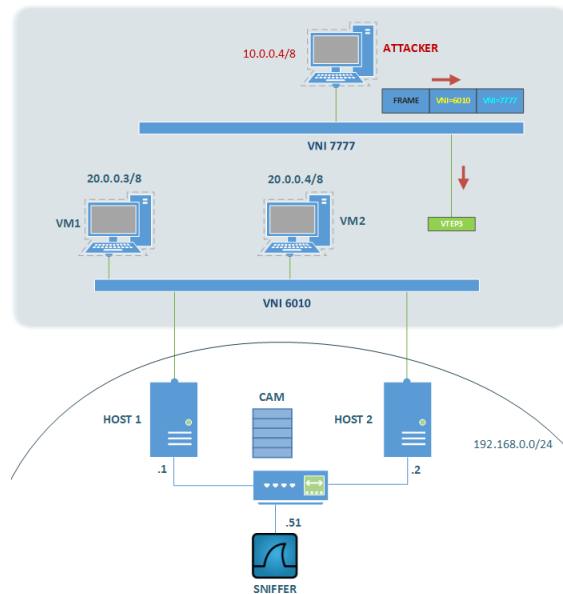 ATTACKER
10.0.0.4/8
FRAME VNI=6010 VNI=7777
VNI 7777
20.0.0.3/8
20.0.0.4/8
VM1
VM2
VTEP3
VNI 6010
HOST 1
CAM
HOST 2
192.168.0.0/24
.1
.2
.51
SNIFFER